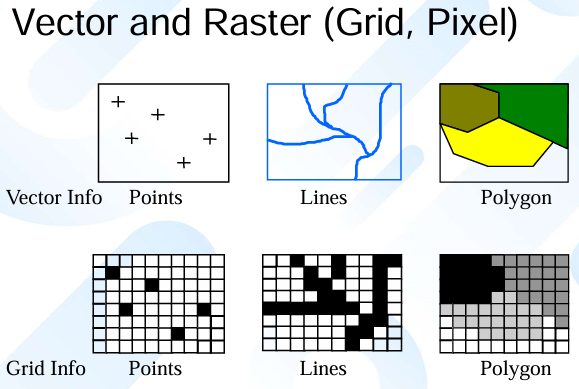 Vector and Raster (Grid, Pixel)
Vector Info Points Lines Polygon
Grid Info Points Lines Polygon